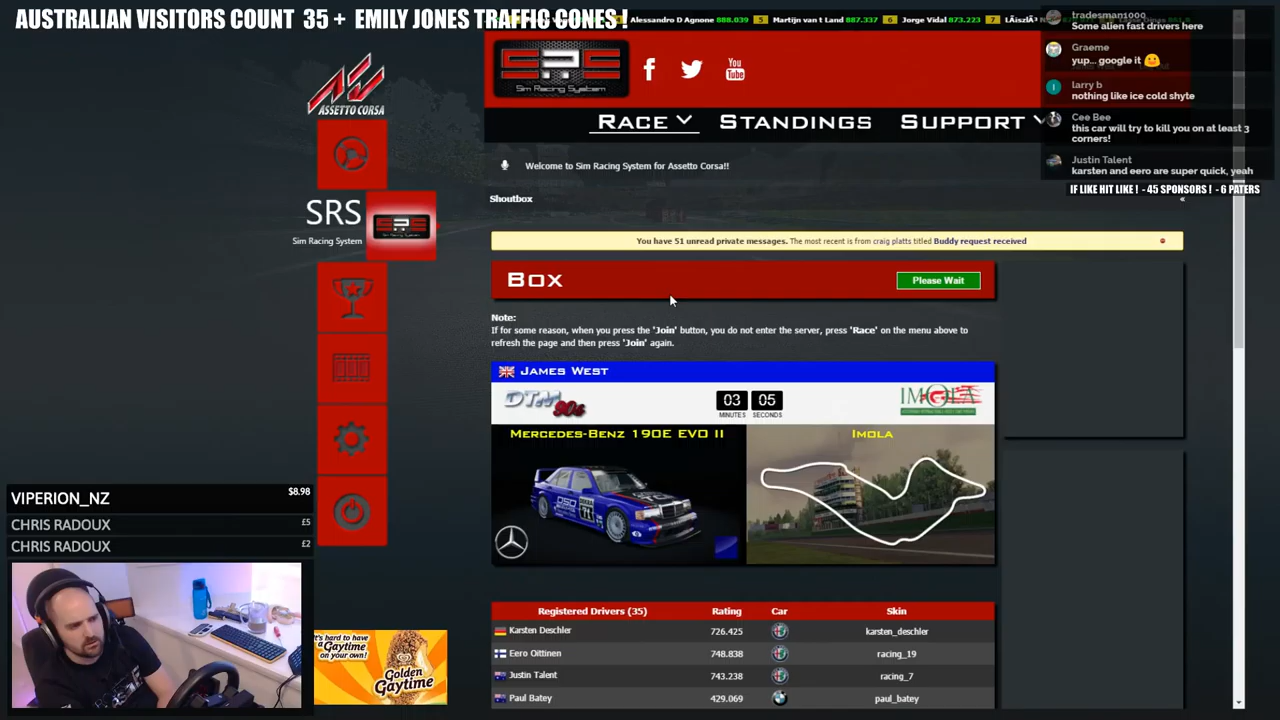 AUSTRALIAN VISITORS COUNT 35 + EMILY JONES TRAFFIC CONES !
4 Alessandro D Agnone 888.039 5 Martijn van t Land 887.337 6 Jorge Vidal 873.223 7
tradesman1000
Some alien fast drivers here
Graeme
yup... google it
larry b
nothing like ice cold shyte
Cee Bee
this car will try to kill you on at least 3
corners!
Justin Talent
karsten and eero are super quick, yeah
IF LIKE HIT LIKE ! - 45 SPONSORS ! - 6 PATERS
ASSETTO CORSA
SRS
Sim Racing System
Sim Racing System
You
Tube
RACE
STANDINGS
SUPPORT
Welcome to Sim Racing System for Assetto Corsa!!
Shoutbox
«
You have 51 unread private messages. The most recent is from craig platts titled Buddy request received
BOX
Please Wait
Note:
If for some reason, when you press the 'Join' button, you do not enter the server, press 'Race' on the menu above to
refresh the page and then press 'Join' again.
JAMES WEST
DTM 90s
03
MINUTES
05
SECONDS
IMOLA
MERCEDES-BENZ 190E EVO II
IMOLA
71
Registered Drivers (35) Rating Car Skin
Karsten Deschler 726.425 karsten_deschler
Eero Oittinen 748.838 racing_19
Justin Talent 743.238 racing_7
Paul Batey 429.069 paul_batey
VIPERION_NZ $8.98
CHRIS RADOUX £5
CHRIS RADOUX £2
It's hard to have
a Gaytime
on your own!
Golden
Gaytime